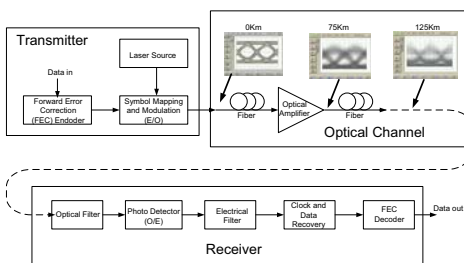 Transmitter
Laser Source
Data in
Forward Error
Correction
(FEC) Endoder
Symbol Mapping
and Modulation
(E/O)
0Km
75Km
125Km
Fiber
Optical
Amplifier
Fiber
Optical Channel
Optical Filter
Photo Detector
(O/E)
Electrical
Filter
Clock and
Data
Recovery
FEC
Decoder
Data out
Receiver